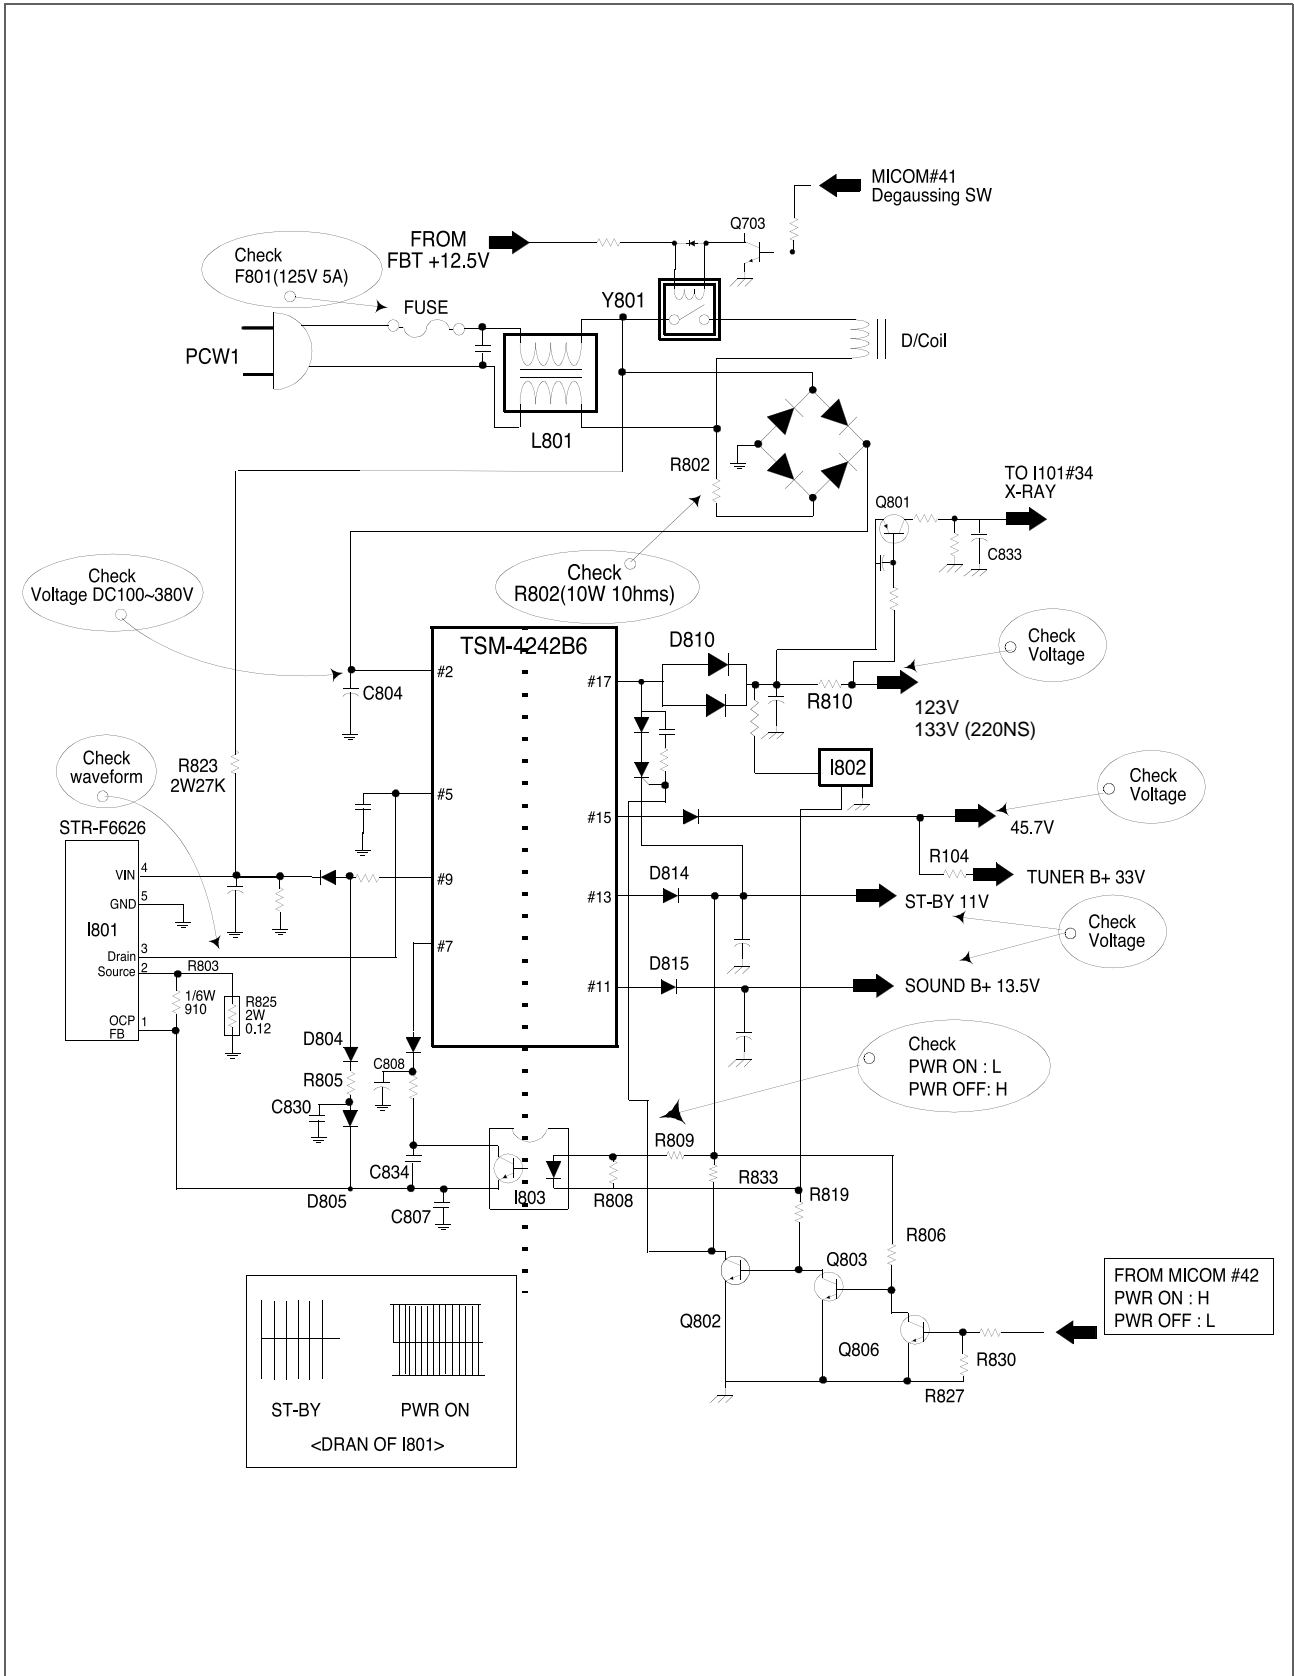 MICOM#41
Degaussing SW
Q703
FROM
FBT +12.5V
Check
F801(125V 5A)
FUSE
Y801
PCW1
D/Coil
L801
R802
TO I101#34
X-RAY
Q801
C833
Check
Voltage DC100~380V
Check
R802(10W 10hms)
TSM-4242B6
D810
Check
Voltage
#2
#17
C804
R810
123V
133V (220NS)
Check
waveform
R823
2W27K
I802
Check
Voltage
#5
#15
45.7V
STR-F6626
R104
TUNER B+ 33V
VIN
4
#9
D814
#13
ST-BY 11V
GND
5
I801
Check
Voltage
#7
Drain
3
Source
2
R803
D815
#11
SOUND B+ 13.5V
1/6W
910
R825
2W
0.12
OCP
FB
1
D804
R805
C808
C830
Check
PWR ON : L
PWR OFF: H
R809
C834
I803
R808
R833
R819
D805
C807
R806
Q803
FROM MICOM #42
PWR ON : H
PWR OFF : L
Q802
Q806
R830
R827
ST-BY
PWR ON
<DRAN OF I801>